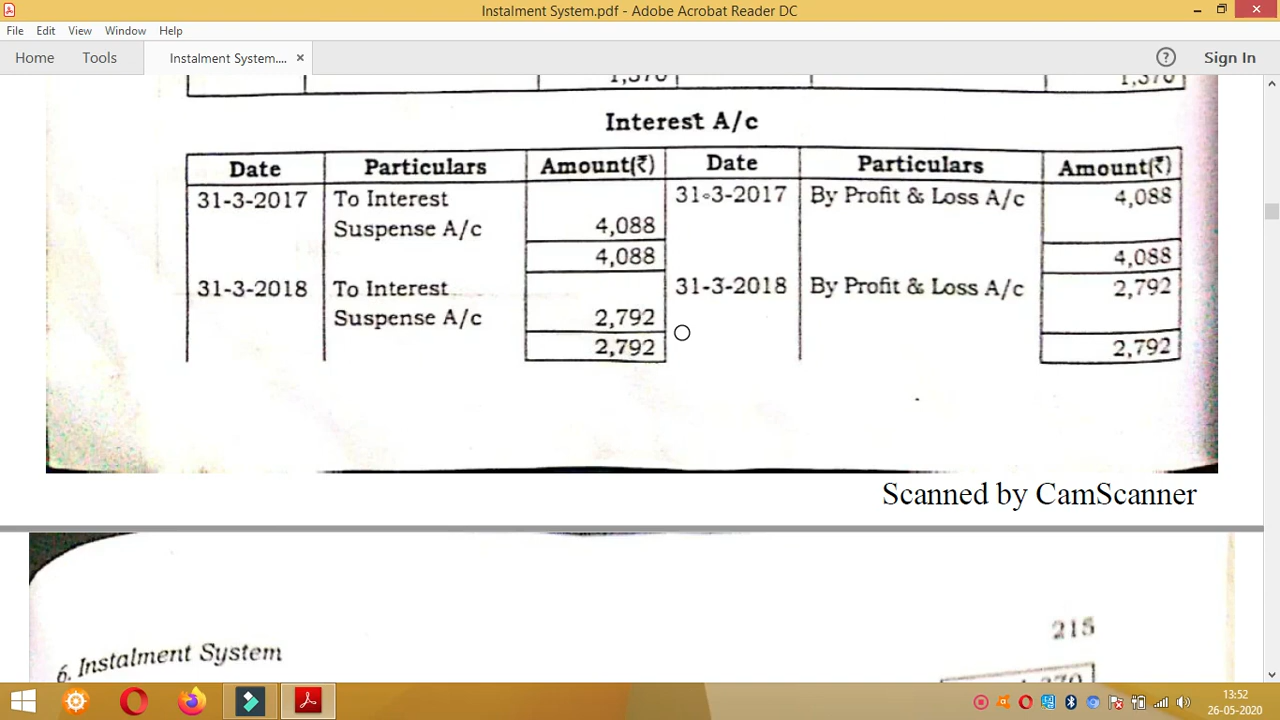 Instalment System.pdf - Adobe Acrobat Reader DC
File Edit View Window Help
Home Tools Instalment System.... × ? Sign In
1,370 1,370
Interest A/c
Date Particulars Amount(₹) Date Particulars Amount(₹)
31-3-2017 To Interest 31-3-2017 By Profit & Loss A/c 4,088
Suspense A/c 4,088
4,088 4,088
31-3-2018 To Interest 31-3-2018 By Profit & Loss A/c 2,792
Suspense A/c 2,792
2,792 2,792
Scanned by CamScanner
215
6. Instalment System
13:52
26-05-2020